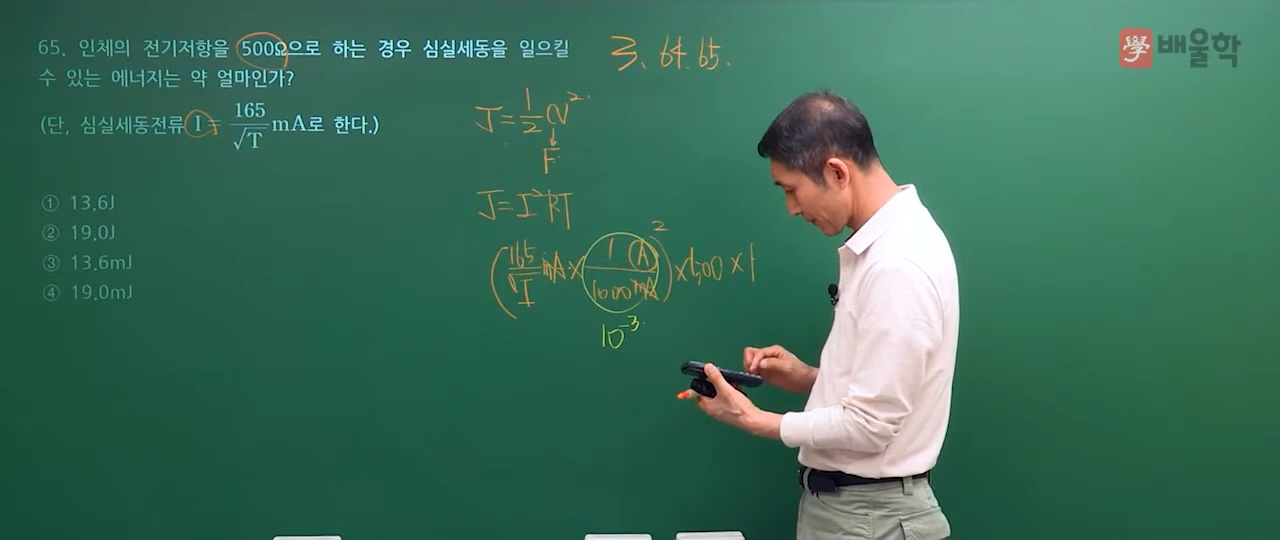 65. 인체의 전기저항을 500Ω으로 하는 경우 심실세동을 일으킬
수 있는 에너지는 약 얼마인가?
(단, 심실세동전류 I = 165/√T mA로 한다.)
① 13.6J
② 19.0J
③ 13.6mJ
④ 19.0mJ
3. 64. 65.
J = 1/2 CV²
F
J = I²RT
(165/√I mA × 1(A)/1000mA)² × 500 × 1
10⁻³
學 배울학